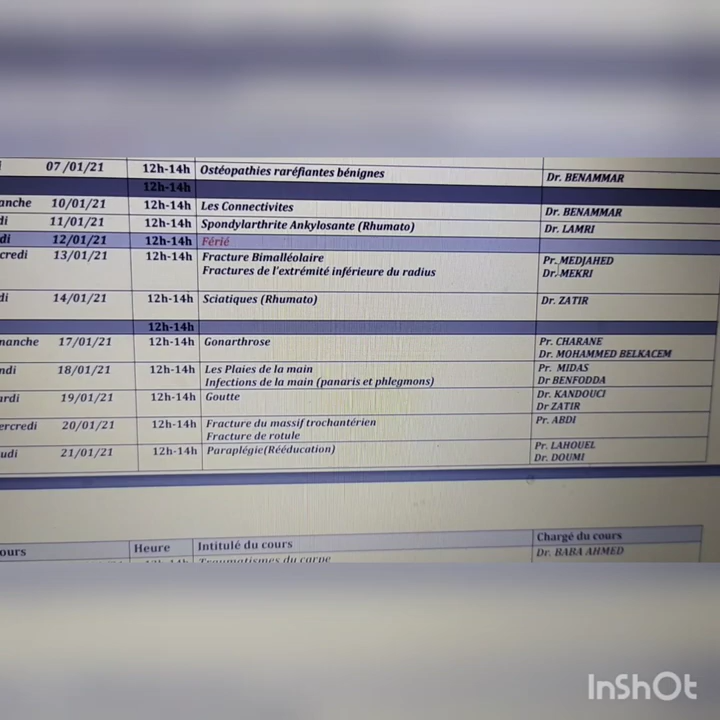 i 07 /01/21 12h-14h Ostéopathies raréfiantes bénignes Dr. BENAMMAR
12h-14h
anche 10/01/21 12h-14h Les Connectivites Dr. BENAMMAR
di 11/01/21 12h-14h Spondylarthrite Ankylosante (Rhumato) Dr. LAMRI
di 12/01/21 12h-14h Férié
credi 13/01/21 12h-14h Fracture Bimalléolaire Pr. MEDJAHED
Fractures de l'extrémité inférieure du radius Dr. MEKRI
di 14/01/21 12h-14h Sciatiques (Rhumato) Dr. ZATIR
12h-14h
nanche 17/01/21 12h-14h Gonarthrose Pr. CHARANE
Dr. MOHAMMED BELKACEM
ndi 18/01/21 12h-14h Les Plaies de la main Pr. MIDAS
Infections de la main (panaris et phlegmons) Dr BENFODDA
ardi 19/01/21 12h-14h Goutte Dr. KANDOUCI
Dr ZATIR
ercredi 20/01/21 12h-14h Fracture du massif trochantérien Pr. ABDI
Fracture de rotule
udi 21/01/21 12h-14h Paraplégie(Rééducation) Pr. LAHOUEL
Dr. DOUMI
ours Heure Intitulé du cours Chargé du cours
Traumatismes du carpe Dr. BABA AHMED
InShOt